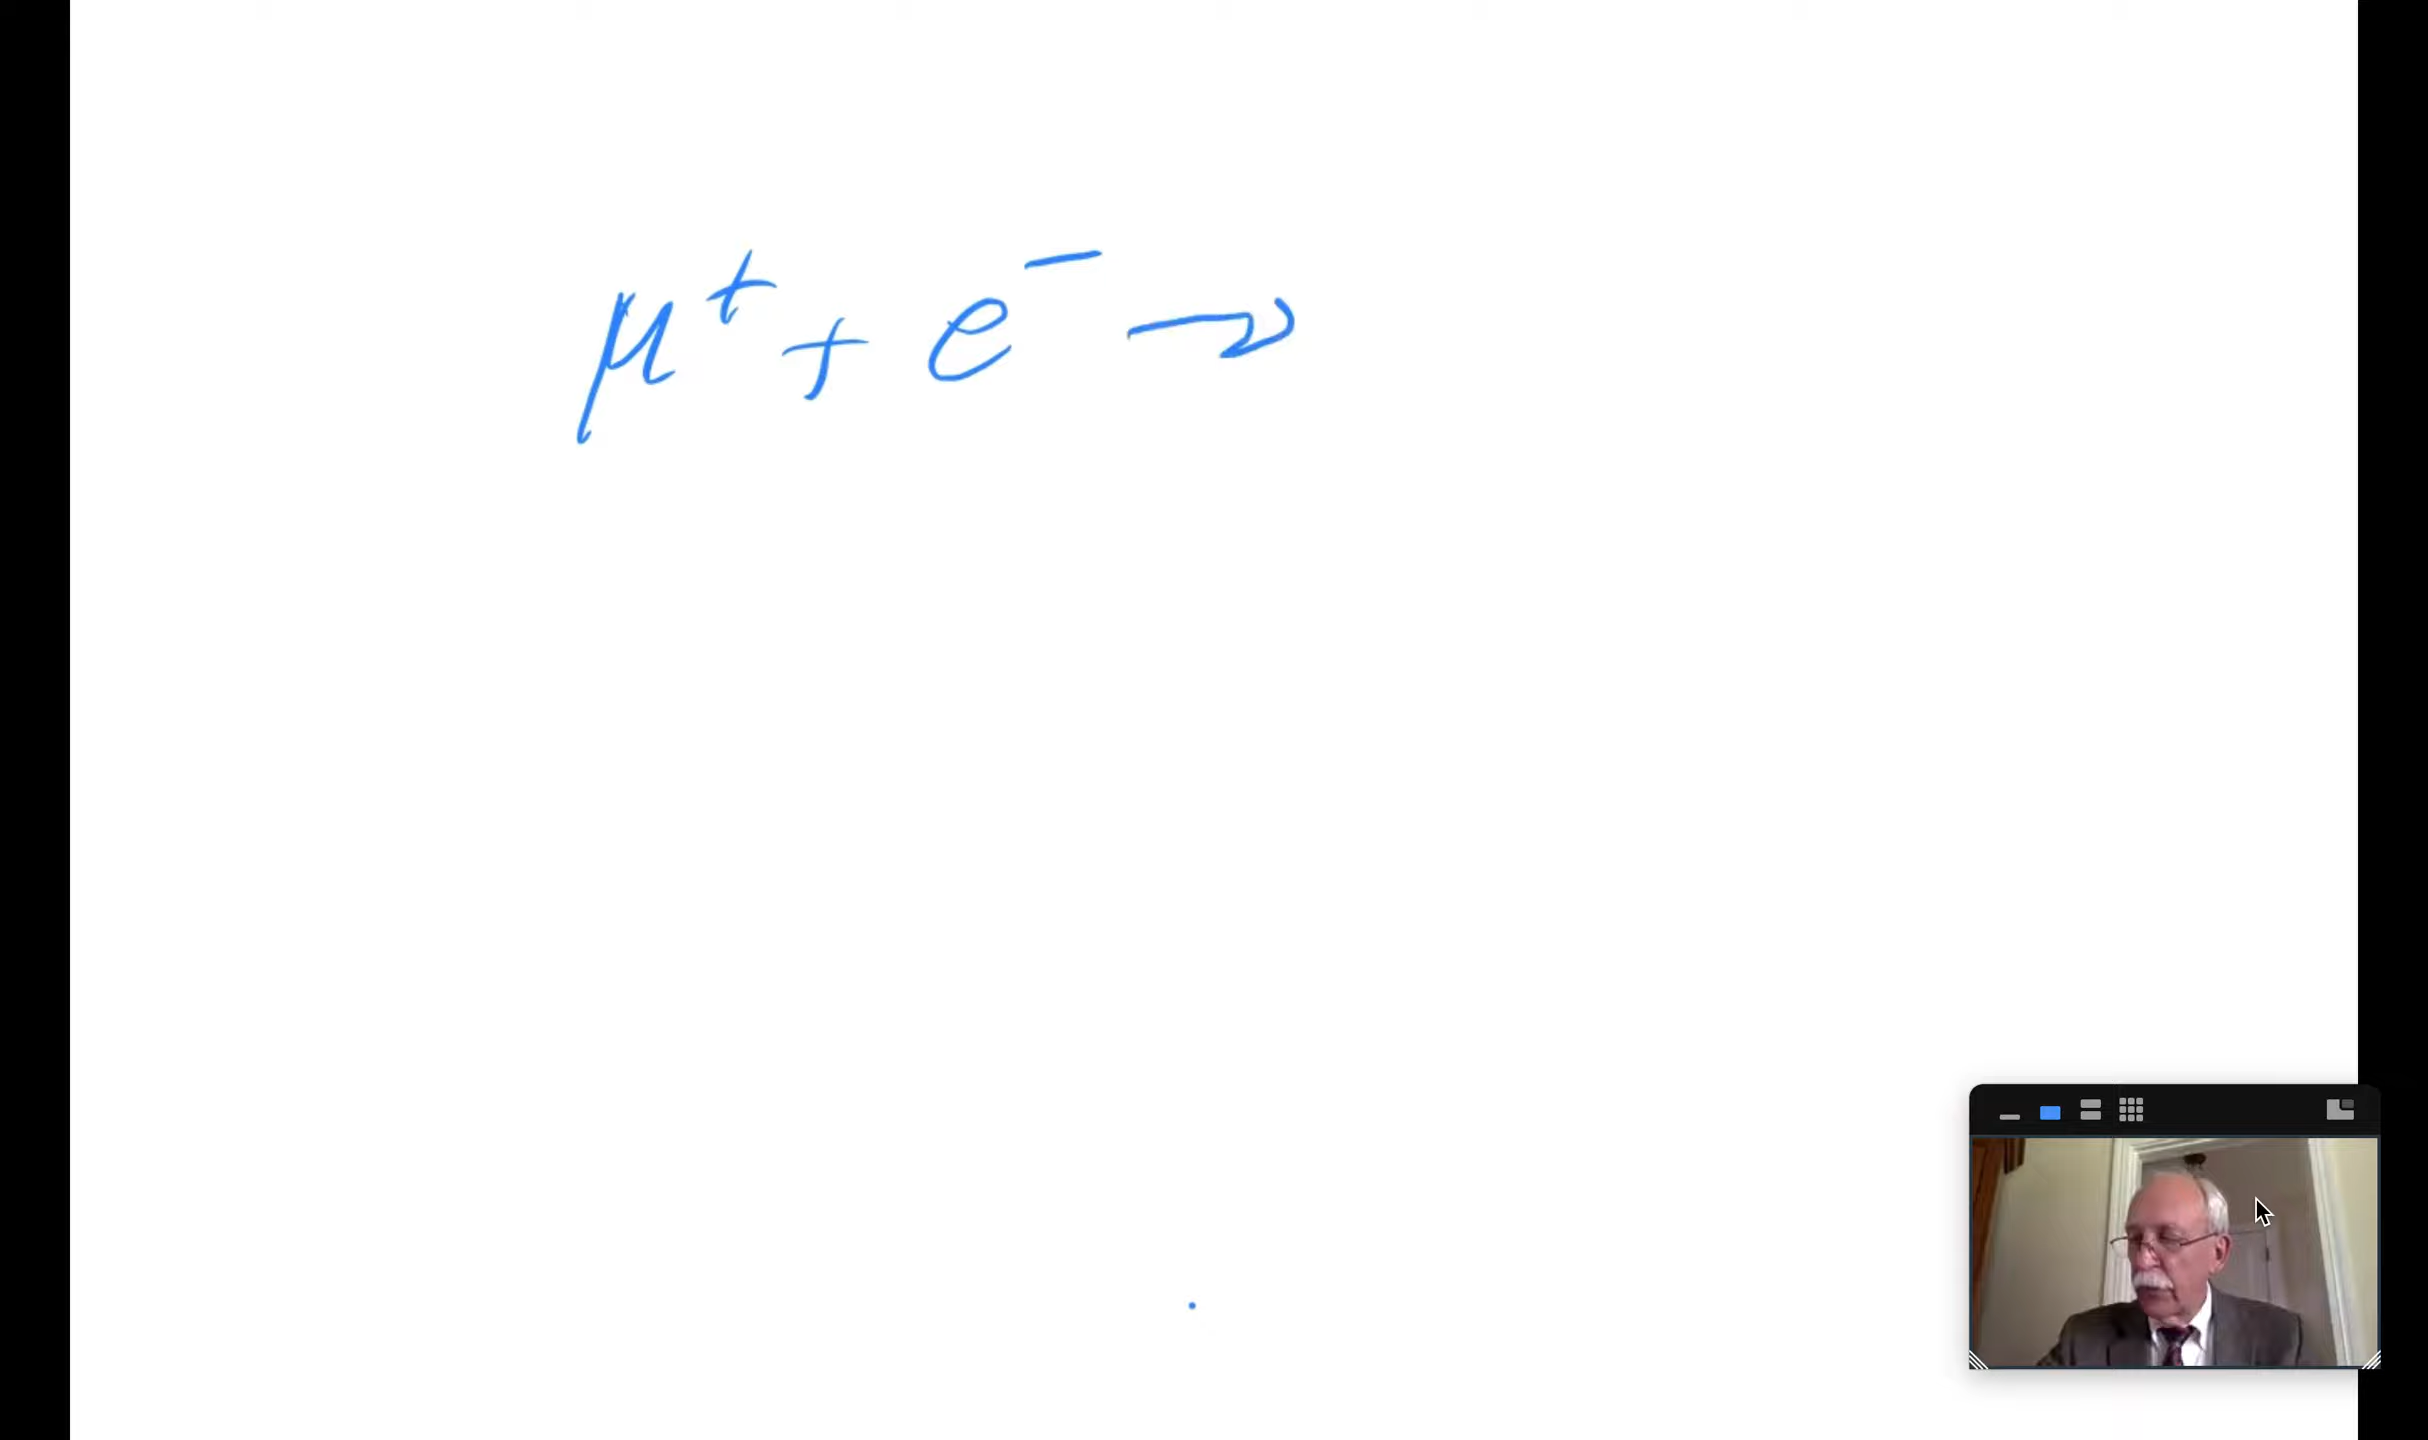 μ⁺ + e⁻ →